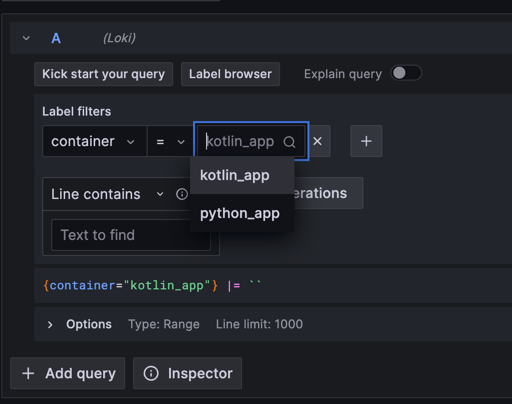 A (Loki)
Kick start your query Label browser Explain query
Label filters
container = kotlin_app
kotlin_app
python_app
Line contains erations
Text to find
{container="kotlin_app"} |= ``
Options Type: Range Line limit: 1000
+ Add query Inspector